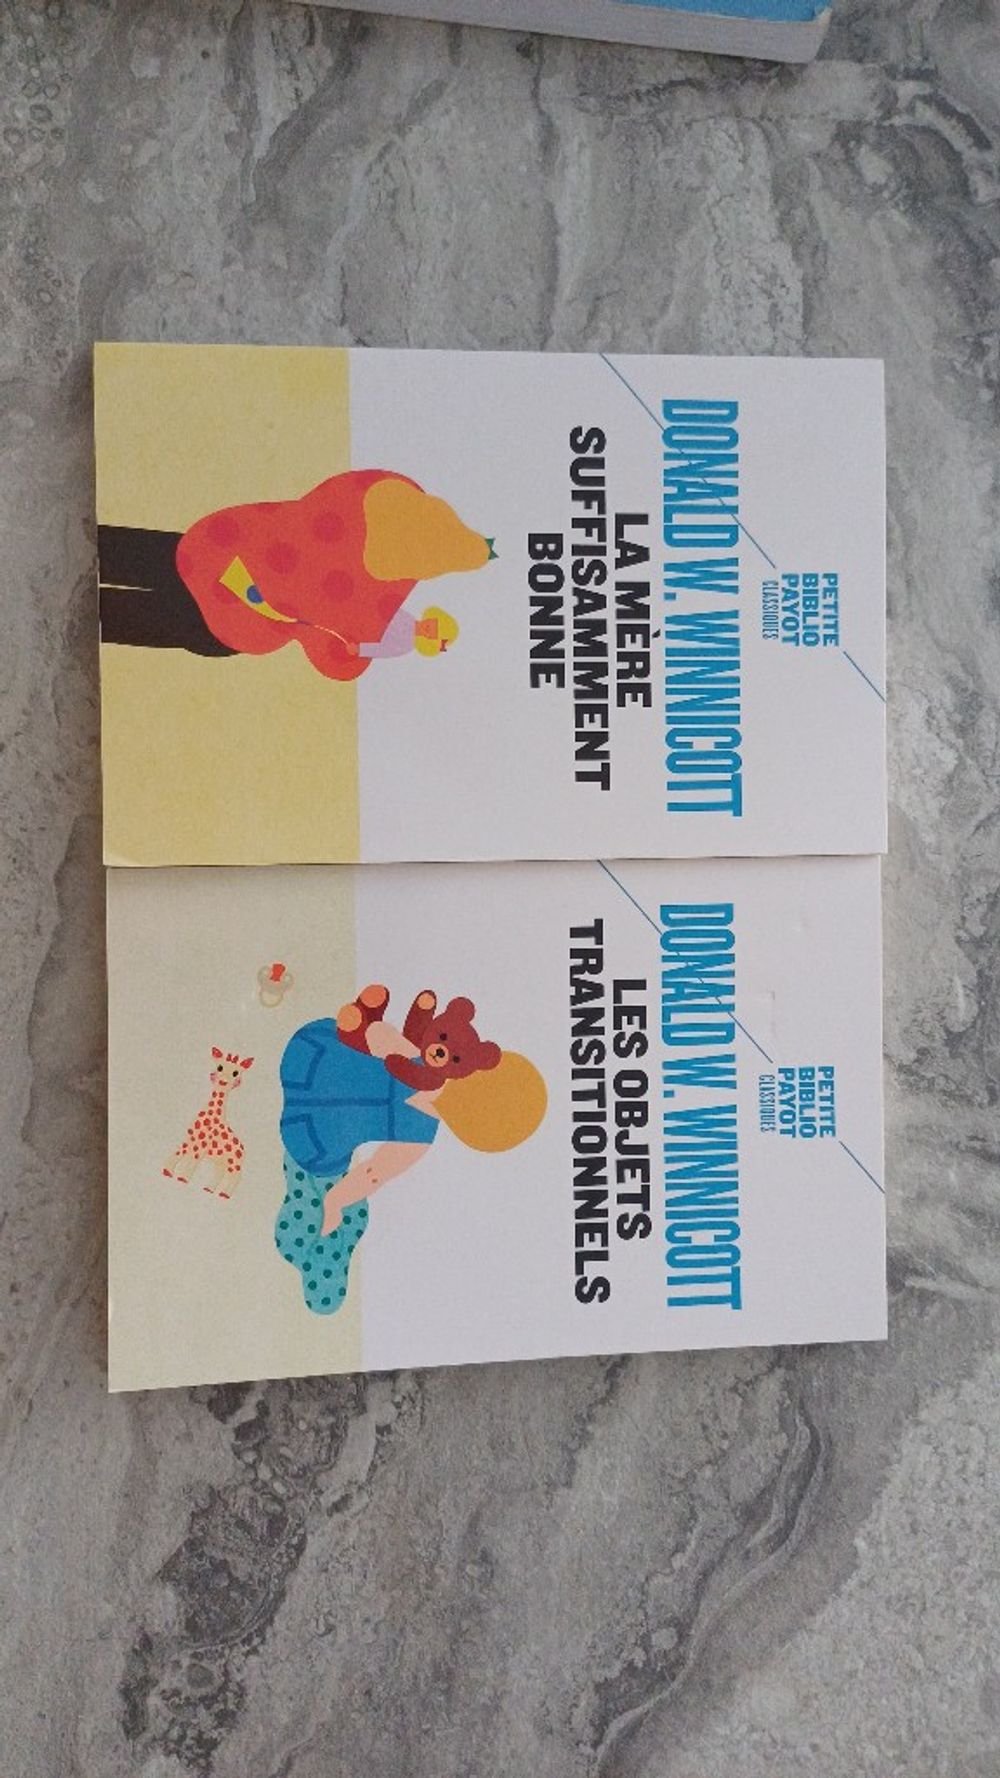 PETITE
BIBLIO
PAYOT
CLASSIQUES
DONALD W. WINNICOTT
LA MÈRE
SUFFISAMMENT
BONNE
PETITE
BIBLIO
PAYOT
CLASSIQUES
DONALD W. WINNICOTT
LES OBJETS
TRANSITIONNELS